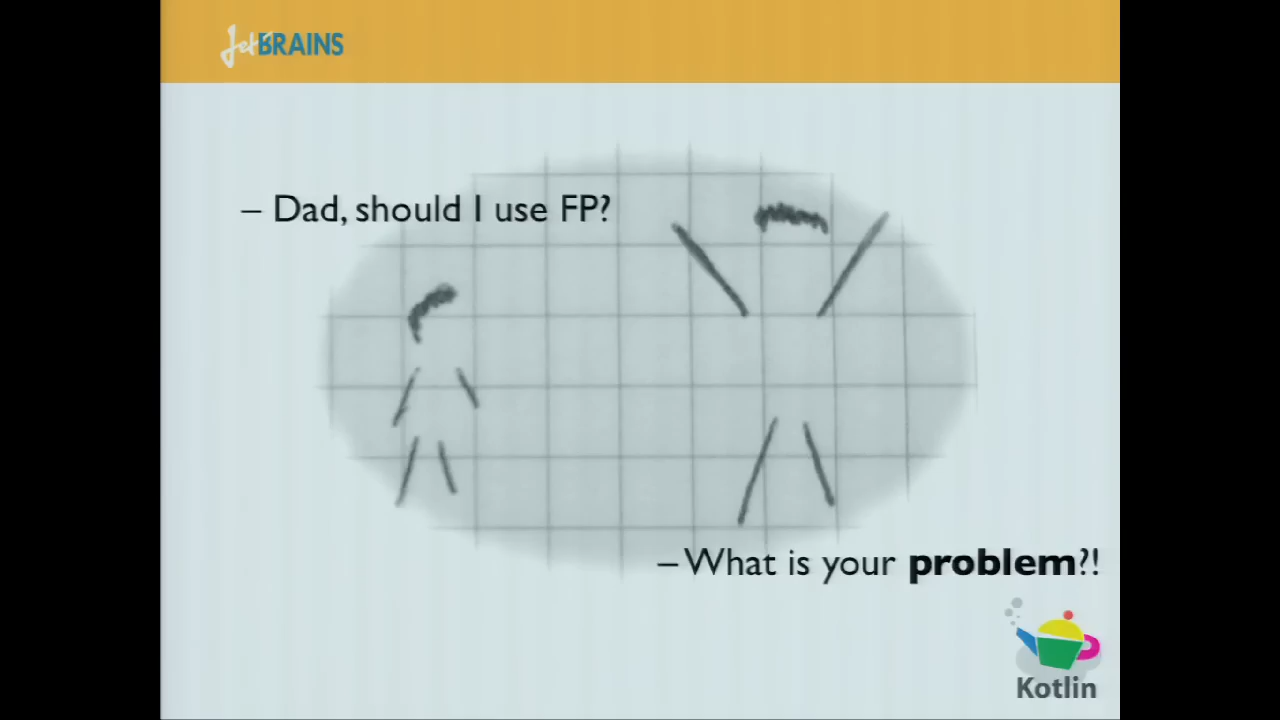 JetBRAINS
– Dad, should I use FP?
– What is your problem?!
Kotlin